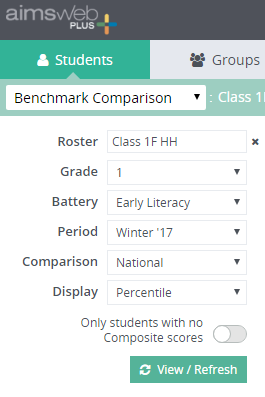 aimsweb
PLUS
Students Groups
Benchmark Comparison : Class 1
Roster Class 1F HH
Grade 1
Battery Early Literacy
Period Winter '17
Comparison National
Display Percentile
Only students with no
Composite scores
View / Refresh